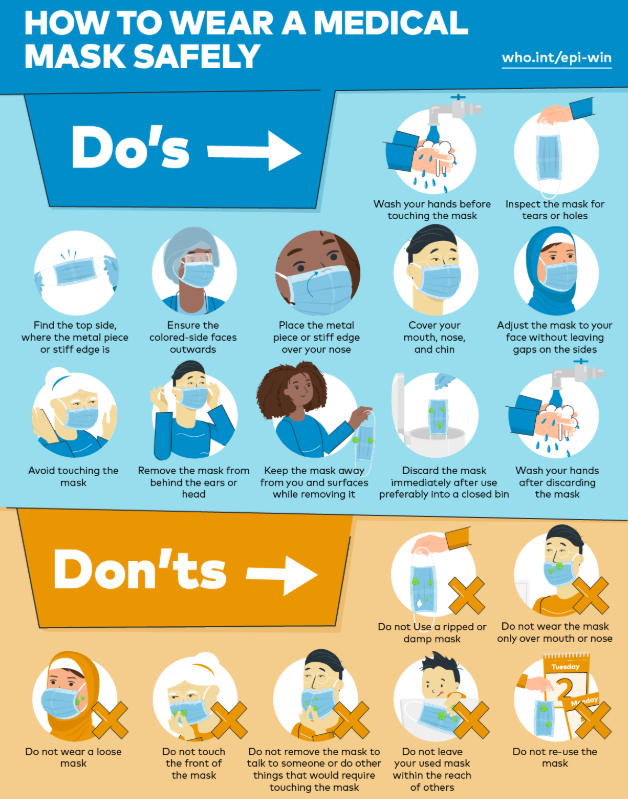 HOW TO WEAR A MEDICAL
MASK SAFELY
who.int/epi-win
Do's
Wash your hands before
touching the mask
Inspect the mask for
tears or holes
Find the top side,
where the metal piece
or stiff edge is
Ensure the
colored-side faces
outwards
Place the metal
piece or stiff edge
over your nose
Cover your
mouth, nose,
and chin
Adjust the mask to your
face without leaving
gaps on the sides
Avoid touching the
mask
Remove the mask from
behind the ears or
head
Keep the mask away
from you and surfaces
while removing it
Discard the mask
immediately after use
preferably into a closed bin
Wash your hands
after discarding
the mask
Don'ts
Do not Use a ripped or
damp mask
Do not wear the mask
only over mouth or nose
Do not wear a loose
mask
Do not touch
the front of
the mask
Do not remove the mask to
talk to someone or do other
things that would require
touching the mask
Do not leave
your used mask
within the reach
of others
Tuesday
2
Do not re-use the
mask